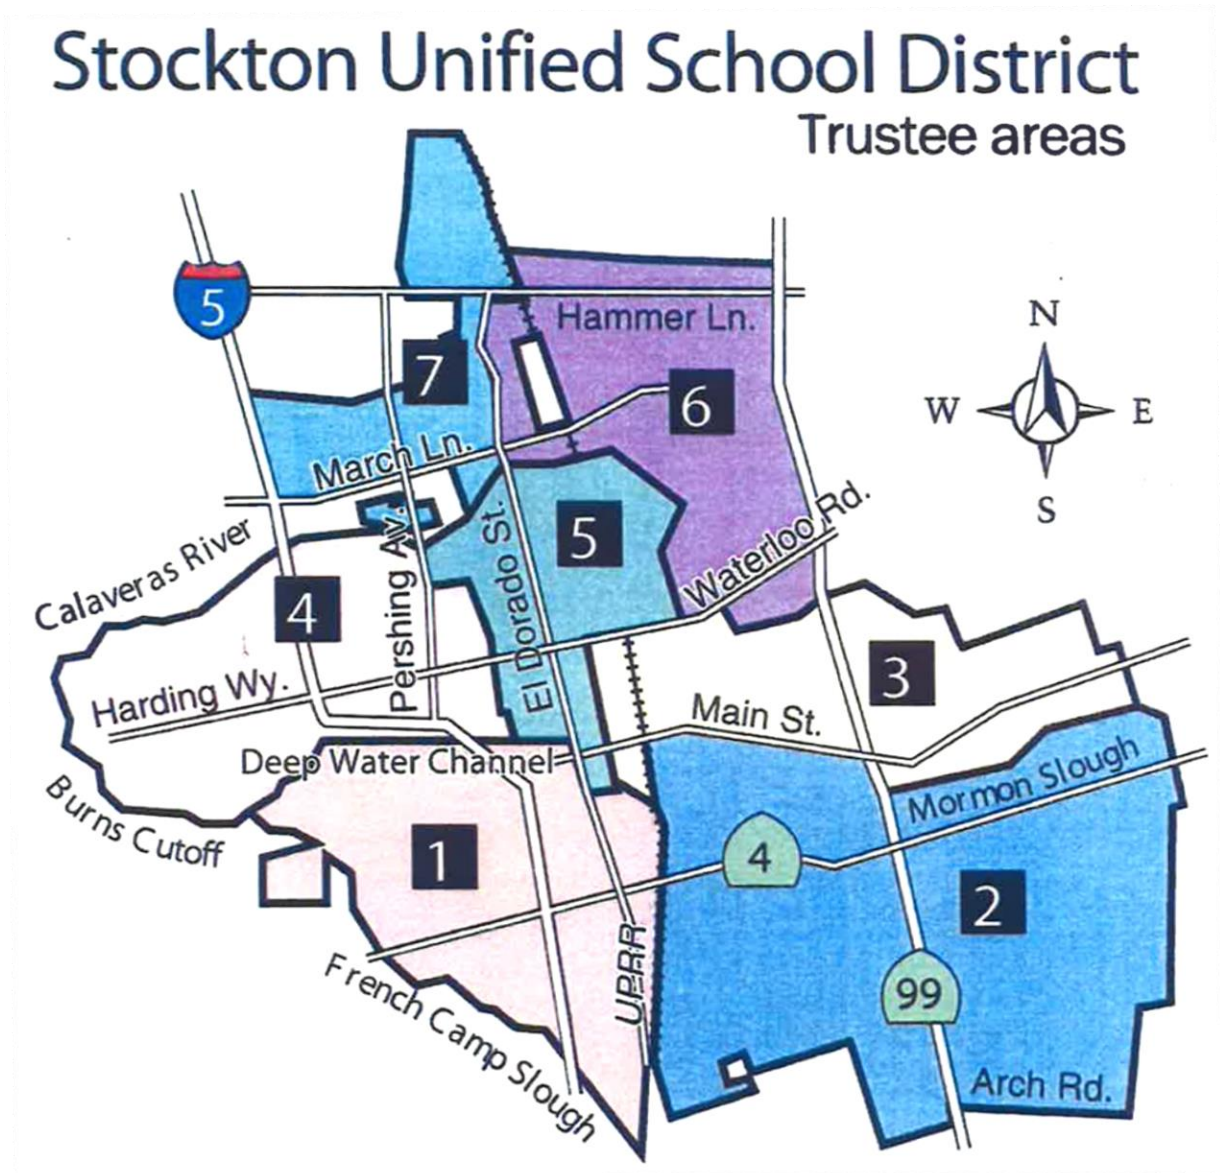 Stockton Unified School District
Trustee areas
5
Hammer Ln.
N
7
6
W
E
March Ln.
S
Waterloo Rd.
Calaveras River
5
Pershing Av.
El Dorado St.
4
3
Harding Wy.
Main St.
Deep Water Channel
Mormon Slough
Burns Cutoff
1
4
2
UPRR
99
French Camp Slough
Arch Rd.